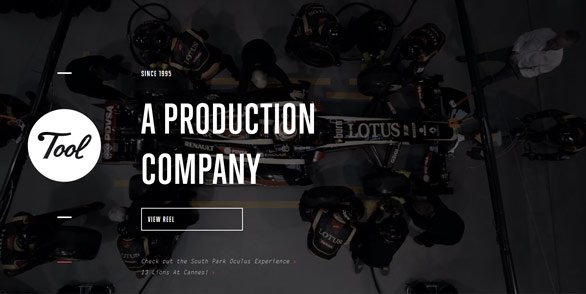 SINCE 1995
A PRODUCTION
COMPANY
Tool
VIEW REEL
Check out the South Park Oculus Experience >
13 Lions At Cannes! >
PDVSA
RENAULT
LOTUS
LOTUS